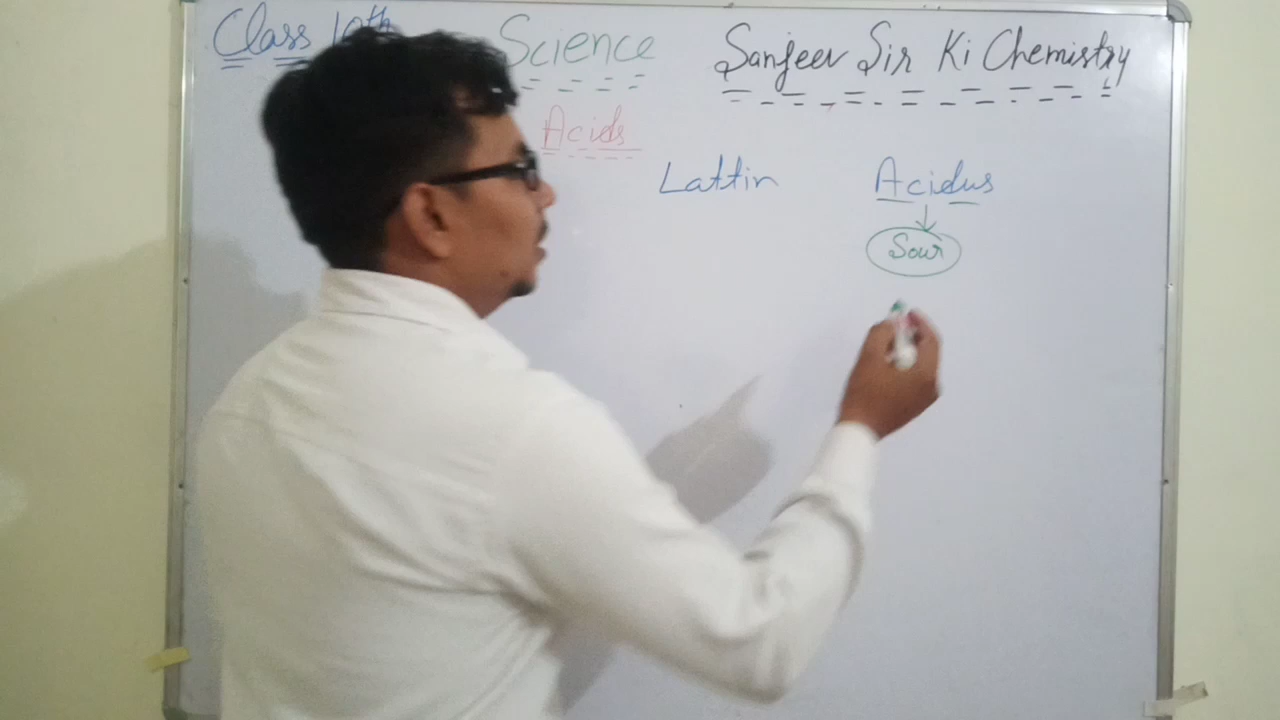 Class 10th Science Sanjeev Sir Ki Chemistry
Acids
Lattin Acidus
Sour